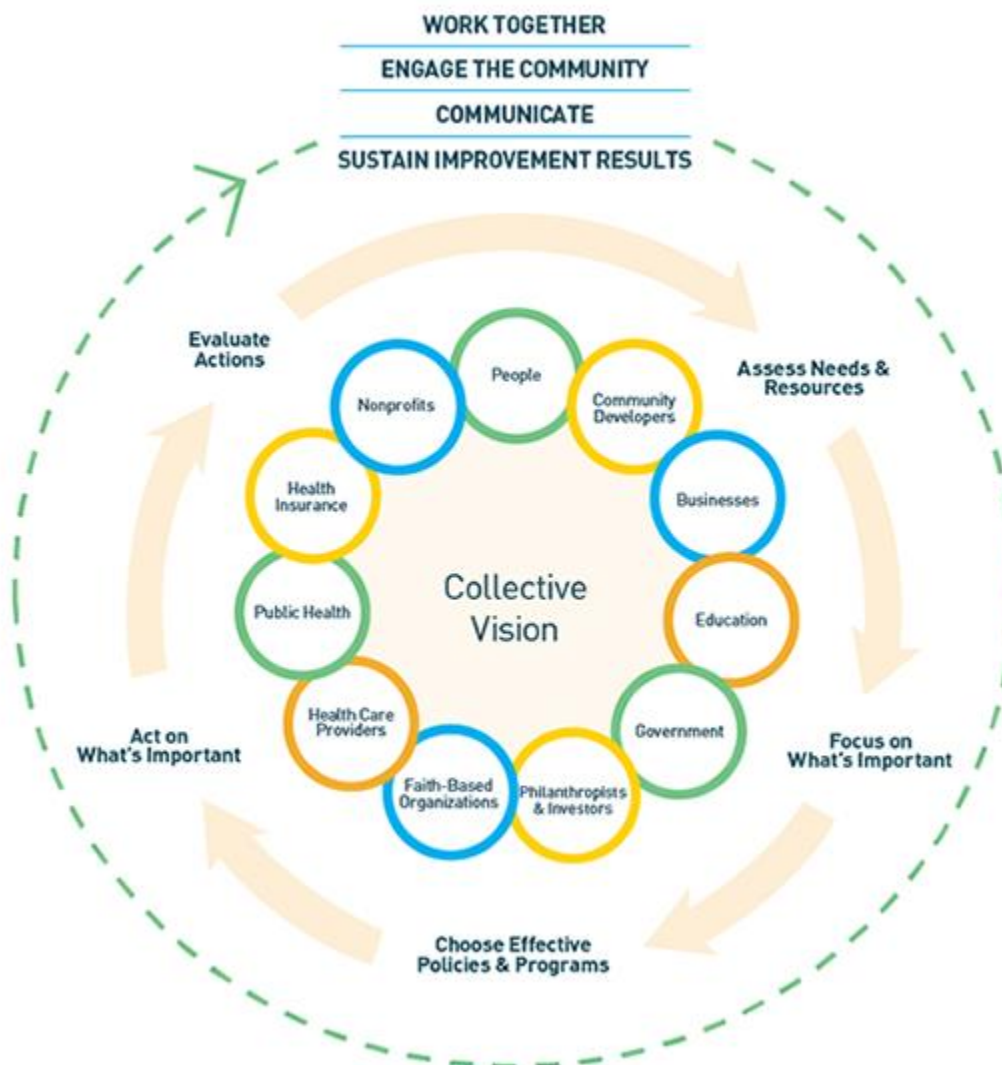 WORK TOGETHER
ENGAGE THE COMMUNITY
COMMUNICATE
SUSTAIN IMPROVEMENT RESULTS
Evaluate
Actions
Assess Needs &
Resources
Focus on
What's Important
Choose Effective
Policies & Programs
Act on
What's Important
People
Community
Developers
Businesses
Education
Government
Philanthropists
& Investors
Faith-Based
Organizations
Health Care
Providers
Public Health
Health
Insurance
Nonprofits
Collective
Vision